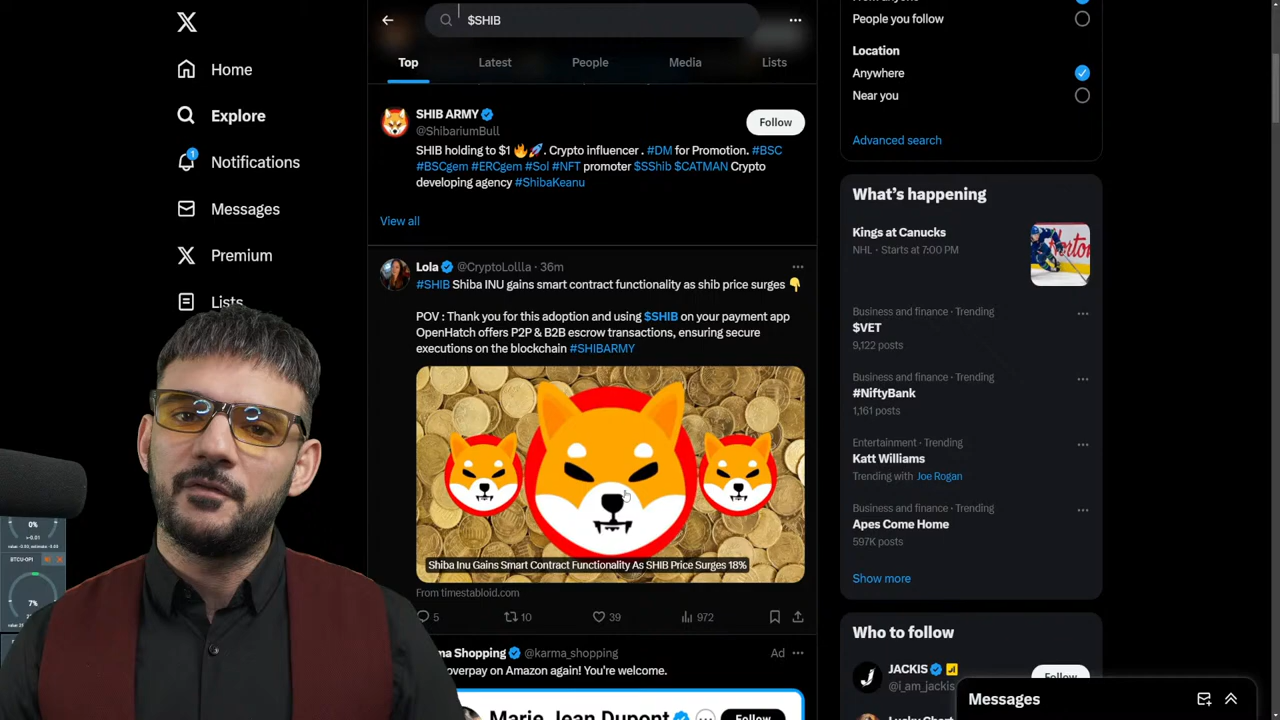 $SHIB
Top
Latest
People
Media
Lists
Home
Explore
1
Notifications
Messages
Premium
Lists
SHIB ARMY
@ShibariumBull
Follow
SHIB holding to $1 🔥🚀. Crypto influencer . #DM for Promotion. #BSC
#BSCgem #ERCgem #Sol #NFT promoter $SShib $CATMAN Crypto
developing agency #ShibaKeanu
View all
Lola @CryptoLollla · 36m
#SHIB Shiba INU gains smart contract functionality as shib price surges 👇
POV : Thank you for this adoption and using $SHIB on your payment app
OpenHatch offers P2P & B2B escrow transactions, ensuring secure
executions on the blockchain #SHIBARMY
Shiba Inu Gains Smart Contract Functionality As SHIB Price Surges 18%
From timestabloid.com
5
10
39
972
Shopping @karma_shopping
Ad
overpay on Amazon again! You're welcome.
Marie Jean Dupont
Follow
People you follow
Location
Anywhere
Near you
Advanced search
What's happening
Kings at Canucks
NHL · Starts at 7:00 PM
Business and finance · Trending
$VET
9,122 posts
Business and finance · Trending
#NiftyBank
1,161 posts
Entertainment · Trending
Katt Williams
Trending with Joe Rogan
Business and finance · Trending
Apes Come Home
597K posts
Show more
Who to follow
JACKIS
@i_am_jackis
Follow
Messages
0%
7%